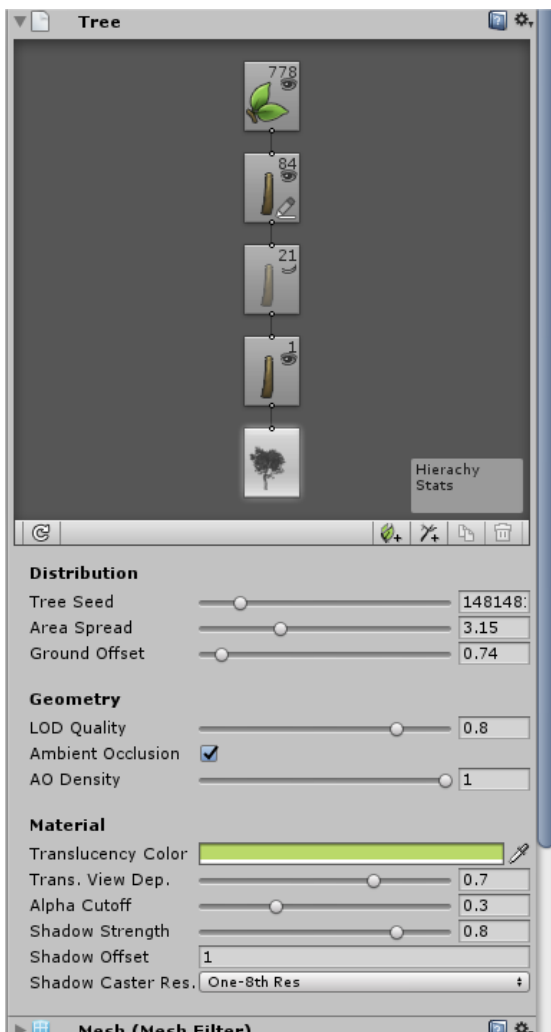 Tree
778
84
21
1
Hierachy
Stats
Distribution
Tree Seed 148148
Area Spread 3.15
Ground Offset 0.74
Geometry
LOD Quality 0.8
Ambient Occlusion
AO Density 1
Material
Translucency Color
Trans. View Dep. 0.7
Alpha Cutoff 0.3
Shadow Strength 0.8
Shadow Offset 1
Shadow Caster Res. One-8th Res
Mesh (Mesh Filter)